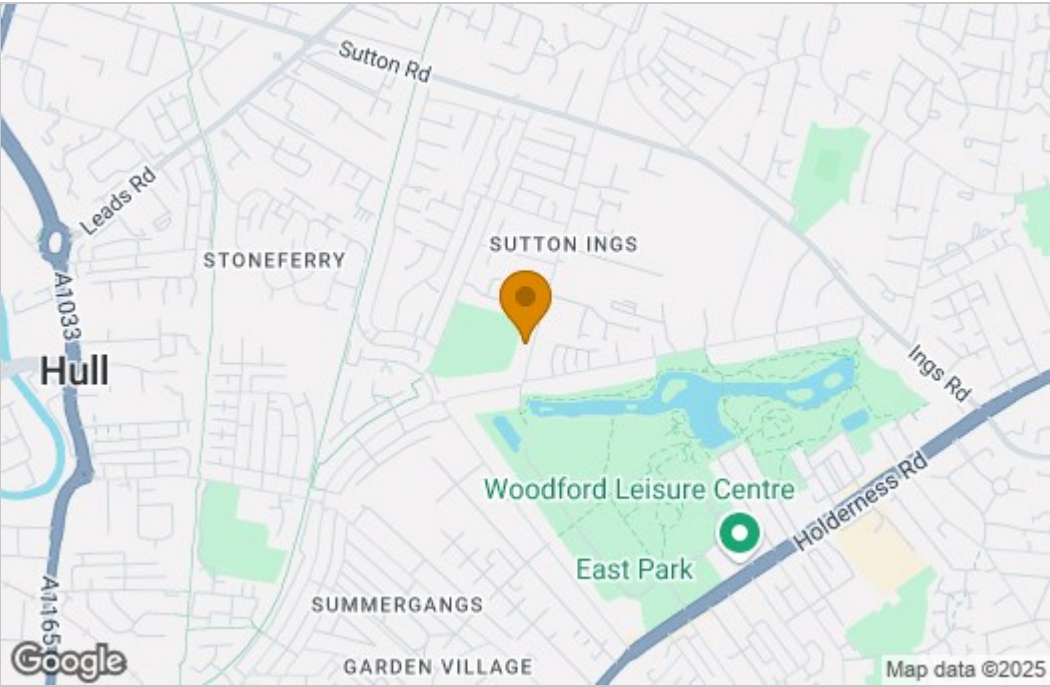 Sutton Rd
Leads Rd
SUTTON INGS
STONEFERRY
A1033
Hull
Ings Rd
Holderness Rd
Woodford Leisure Centre
East Park
A1165
SUMMERGANGS
GARDEN VILLAGE
Google
Map data ©2025